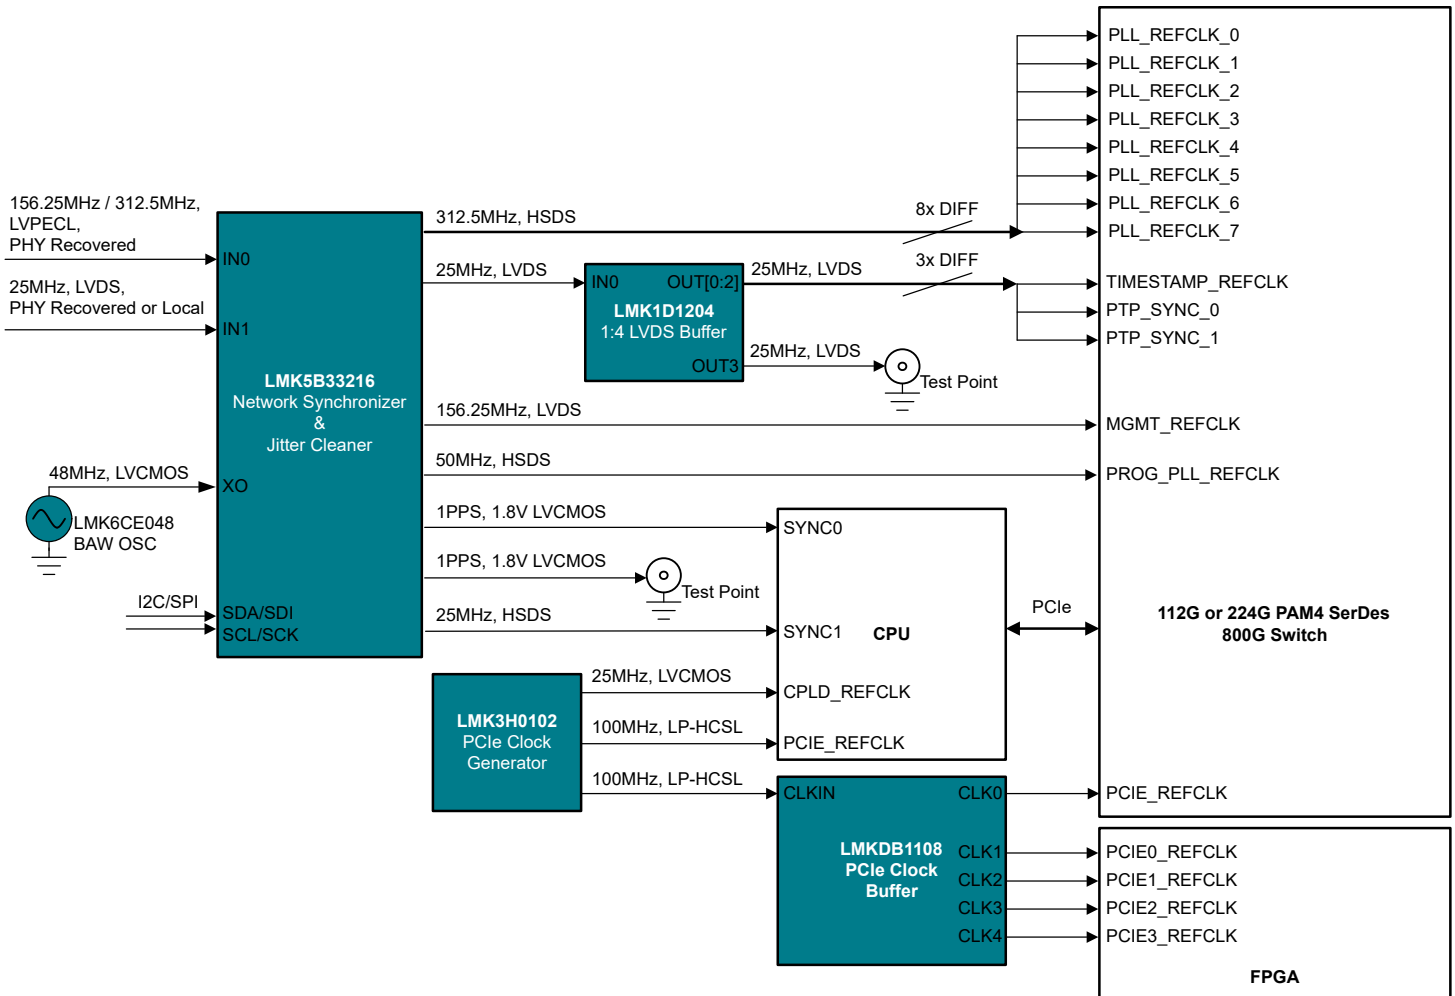 156.25MHz / 312.5MHz,
LVPECL,
PHY Recovered
25MHz, LVDS,
PHY Recovered or Local
48MHz, LVCMOS
LMK6CE048
BAW OSC
I2C/SPI
IN0
IN1
LMK5B33216
Network Synchronizer
&
Jitter Cleaner
XO
SDA/SDI
SCL/SCK
312.5MHz, HSDS
8x DIFF
25MHz, LVDS
IN0
OUT[0:2]
LMK1D1204
1:4 LVDS Buffer
OUT3
25MHz, LVDS
3x DIFF
25MHz, LVDS
Test Point
156.25MHz, LVDS
50MHz, HSDS
1PPS, 1.8V LVCMOS
1PPS, 1.8V LVCMOS
Test Point
25MHz, HSDS
SYNC0
SYNC1
CPU
CPLD_REFCLK
PCIE_REFCLK
PCIe
LMK3H0102
PCIe Clock
Generator
25MHz, LVCMOS
100MHz, LP-HCSL
100MHz, LP-HCSL
CLKIN
CLK0
LMKDB1108
PCIe Clock
Buffer
CLK1
CLK2
CLK3
CLK4
PLL_REFCLK_0
PLL_REFCLK_1
PLL_REFCLK_2
PLL_REFCLK_3
PLL_REFCLK_4
PLL_REFCLK_5
PLL_REFCLK_6
PLL_REFCLK_7
TIMESTAMP_REFCLK
PTP_SYNC_0
PTP_SYNC_1
MGMT_REFCLK
PROG_PLL_REFCLK
112G or 224G PAM4 SerDes
800G Switch
PCIE_REFCLK
PCIE0_REFCLK
PCIE1_REFCLK
PCIE2_REFCLK
PCIE3_REFCLK
FPGA